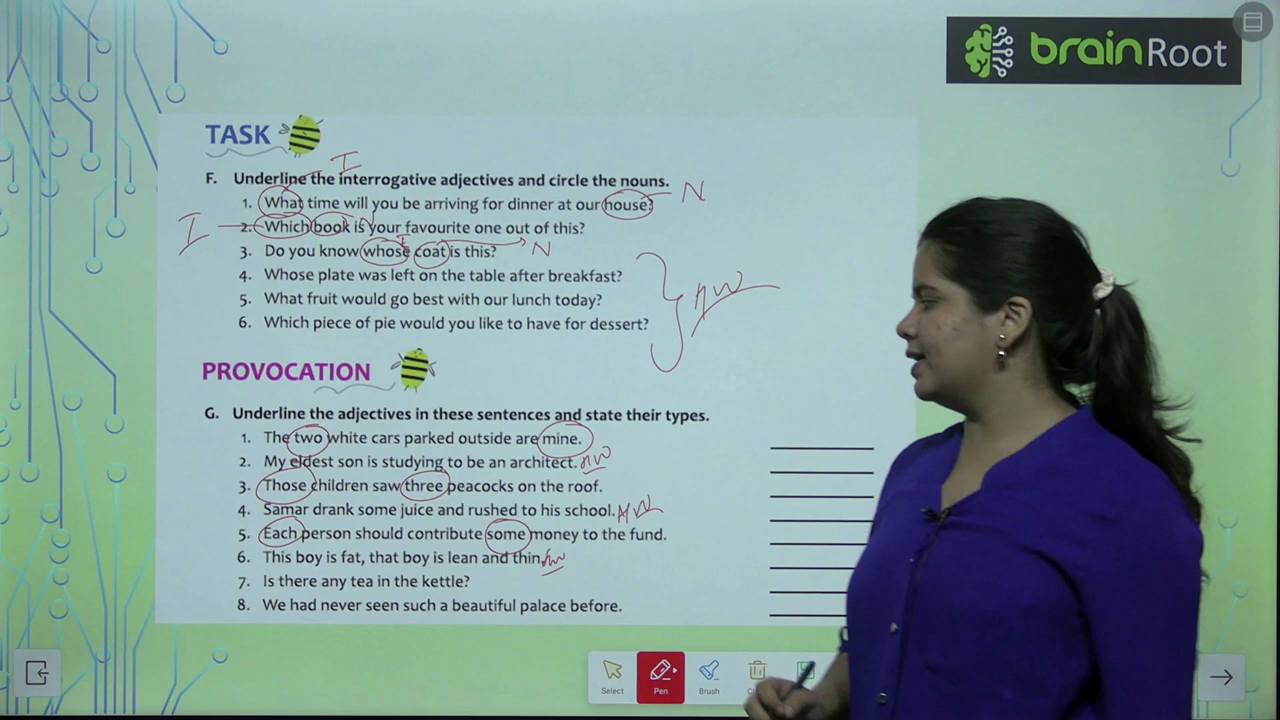 brainRoot
TASK
I
F. Underline the interrogative adjectives and circle the nouns.
1. What time will you be arriving for dinner at our house? N
I 2. Which book is your favourite one out of this? N
3. Do you know whose coat is this? I N
4. Whose plate was left on the table after breakfast?
5. What fruit would go best with our lunch today? HW
6. Which piece of pie would you like to have for dessert?
PROVOCATION
G. Underline the adjectives in these sentences and state their types.
1. The two white cars parked outside are mine.
2. My eldest son is studying to be an architect. HW
3. Those children saw three peacocks on the roof.
4. Samar drank some juice and rushed to his school. HW
5. Each person should contribute some money to the fund.
6. This boy is fat, that boy is lean and thin. HW
7. Is there any tea in the kettle?
8. We had never seen such a beautiful palace before.
Select Pen Brush